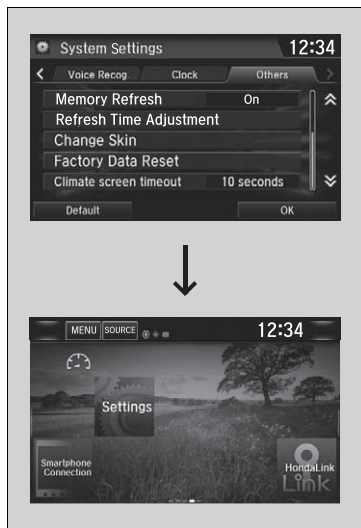 System Settings 12:34
Voice Recog. Clock Others
Memory Refresh On
Refresh Time Adjustment
Change Skin
Factory Data Reset
Climate screen timeout 10 seconds
Default OK
MENU SOURCE 12:34
Settings
Smartphone
Connection
HondaLink
Link